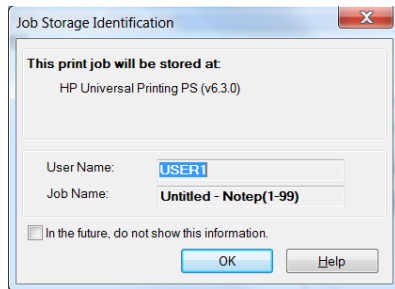 Job Storage Identification
This print job will be stored at:
HP Universal Printing PS (v6.3.0)
User Name: USER1
Job Name: Untitled - Notep(1-99)
In the future, do not show this information.
OK Help